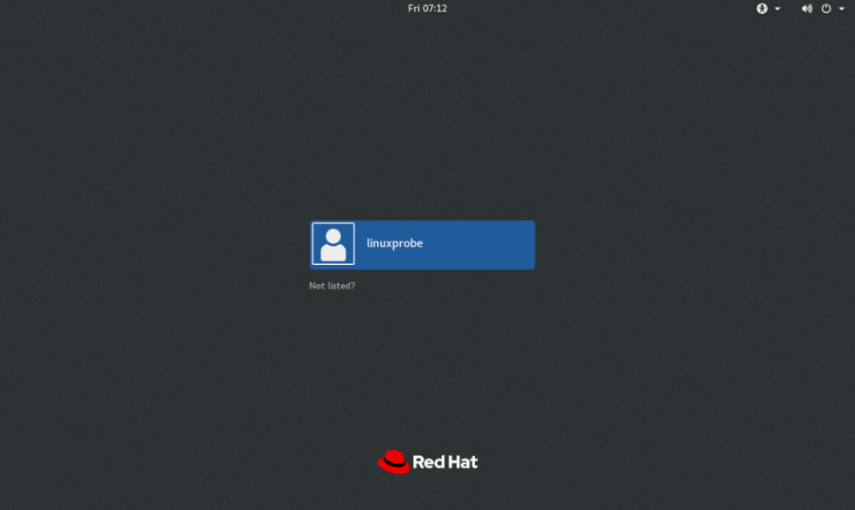 Fri 07:12
linuxprobe
Not listed?
Red Hat